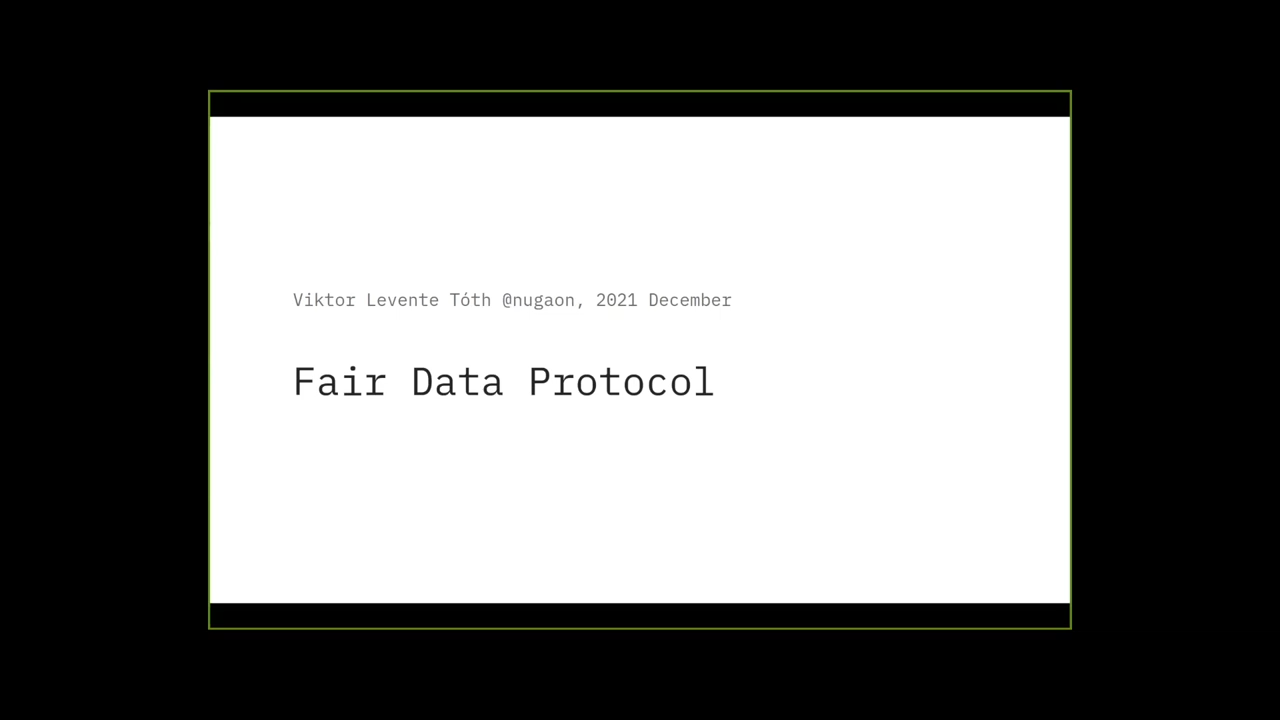 Viktor Levente Tóth @nugaon, 2021 December
Fair Data Protocol